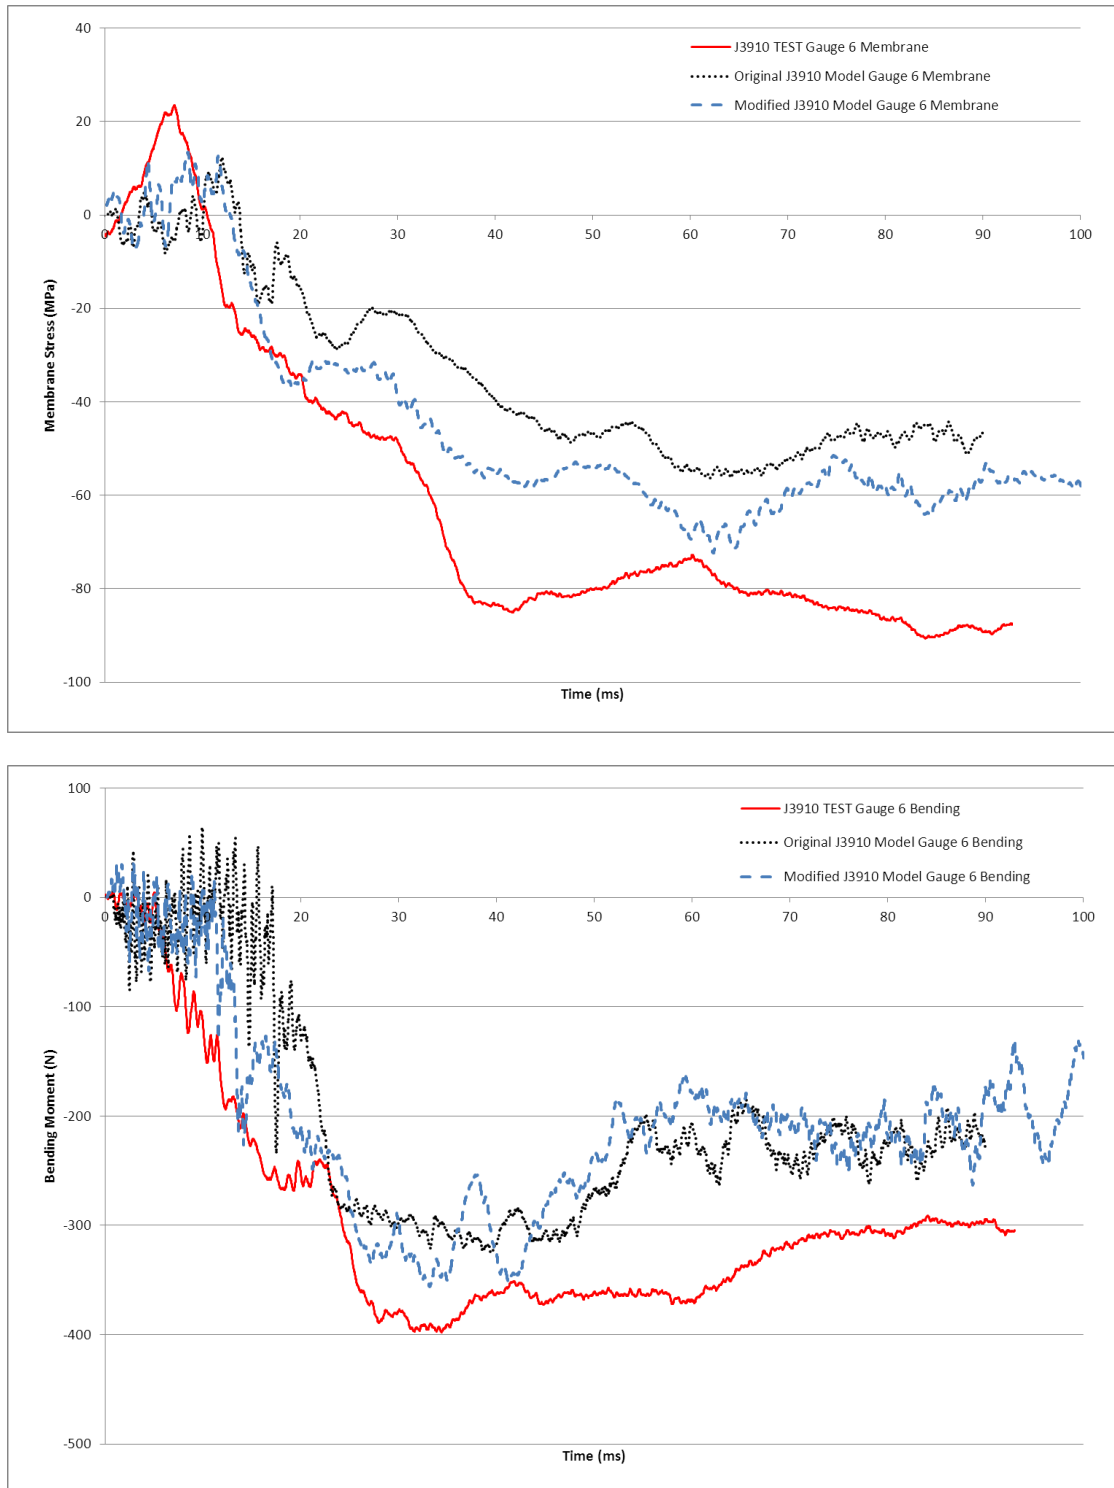 40
20
0
-20
-40
-60
-80
-100
0 10 20 30 40 50 60 70 80 90 100
Membrane Stress (MPa)
Time (ms)
J3910 TEST Gauge 6 Membrane
Original J3910 Model Gauge 6 Membrane
Modified J3910 Model Gauge 6 Membrane
100
0
-100
-200
-300
-400
-500
0 10 20 30 40 50 60 70 80 90 100
Bending Moment (N)
Time (ms)
J3910 TEST Gauge 6 Bending
Original J3910 Model Gauge 6 Bending
Modified J3910 Model Gauge 6 Bending